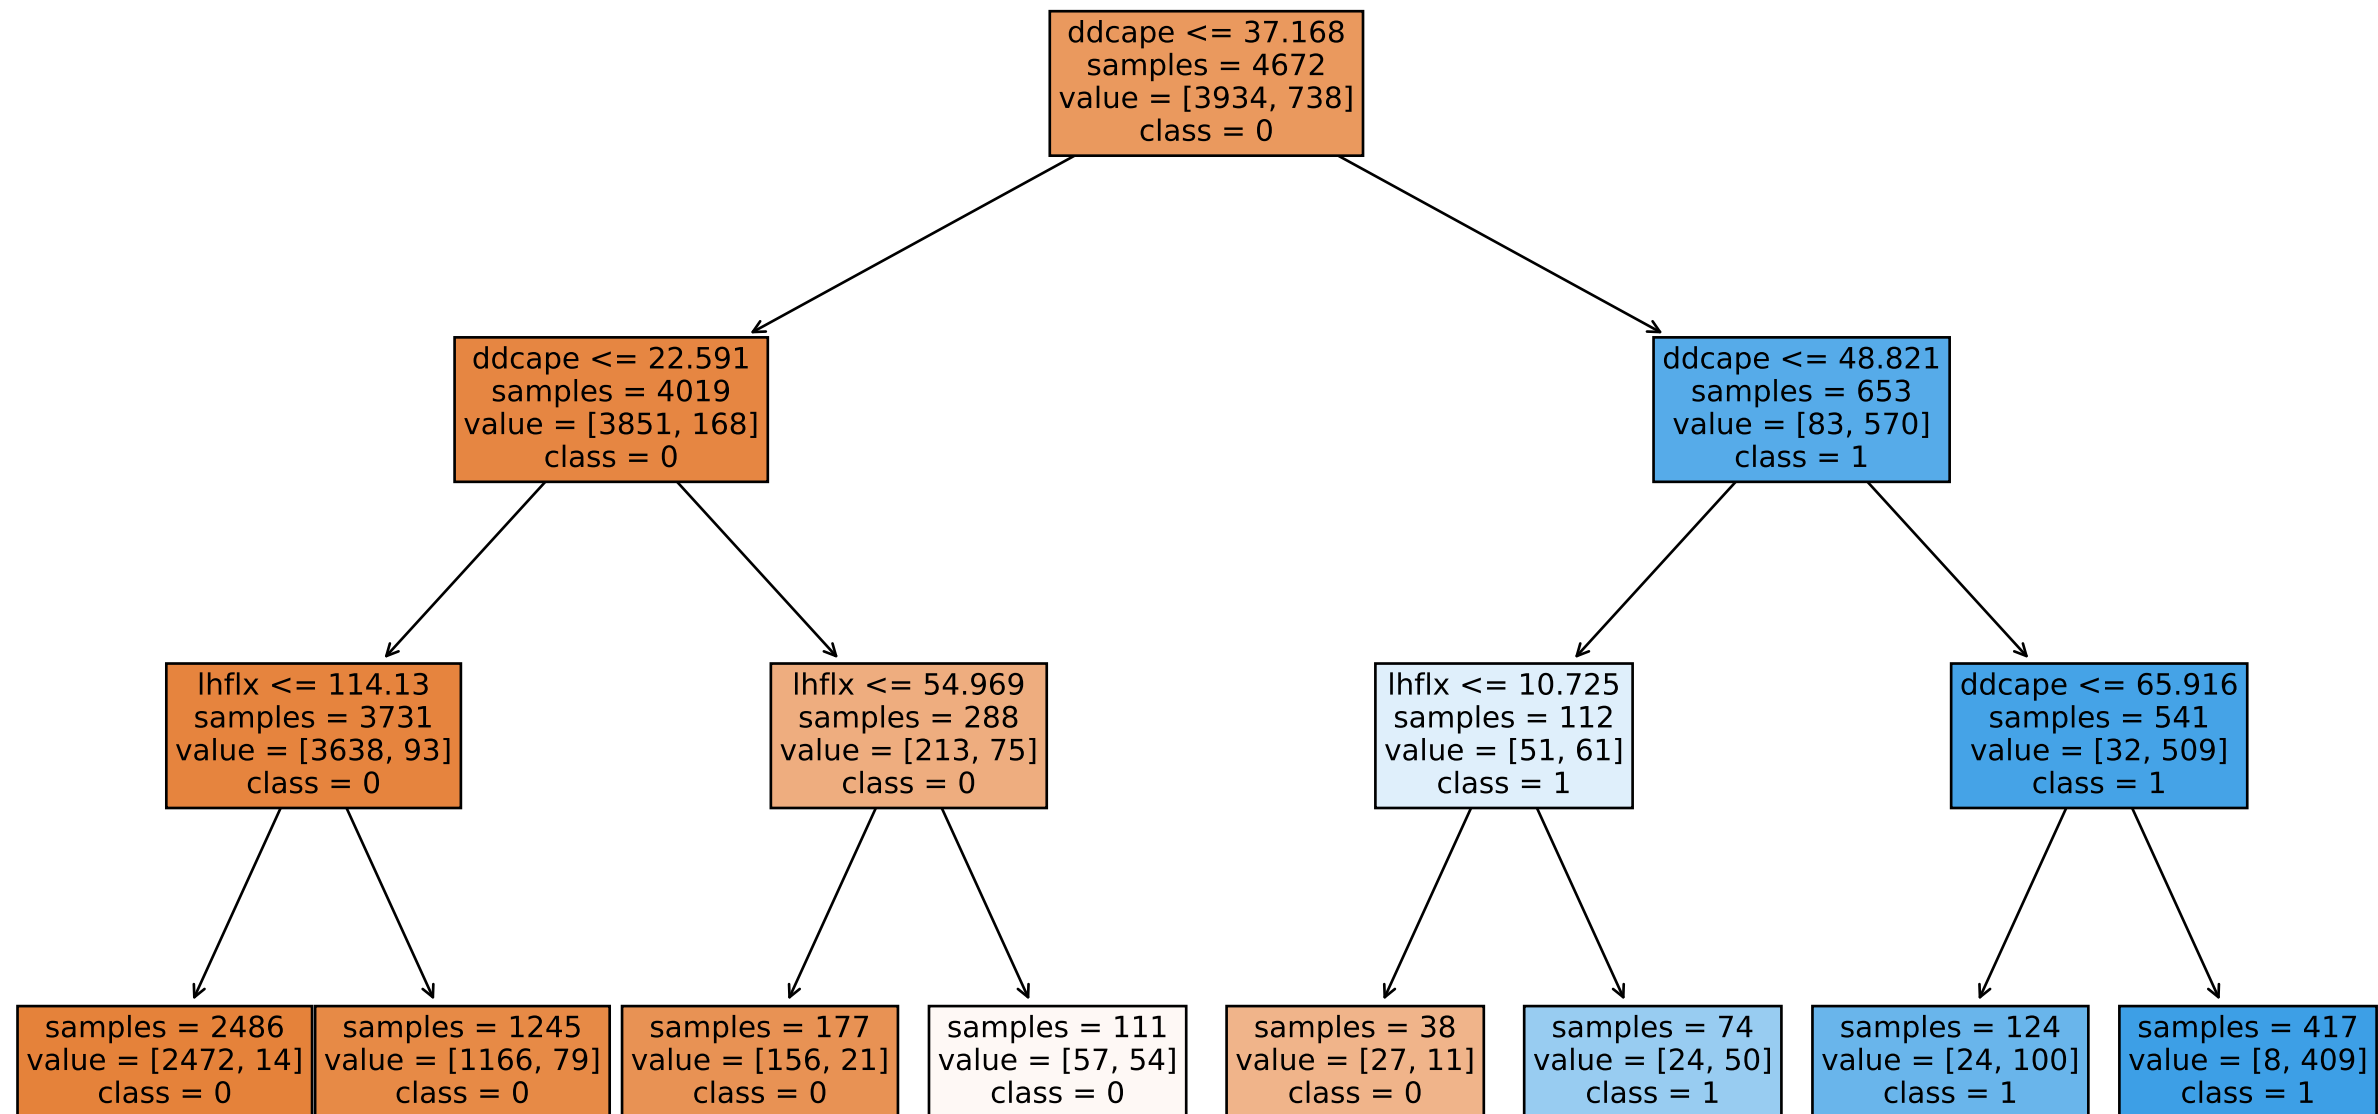 ddcape <= 37.168
samples = 4672
value = [3934, 738]
class = 0
ddcape <= 22.591
samples = 4019
value = [3851, 168]
class = 0
ddcape <= 48.821
samples = 653
value = [83, 570]
class = 1
lhflx <= 114.13
samples = 3731
value = [3638, 93]
class = 0
lhflx <= 54.969
samples = 288
value = [213, 75]
class = 0
lhflx <= 10.725
samples = 112
value = [51, 61]
class = 1
ddcape <= 65.916
samples = 541
value = [32, 509]
class = 1
samples = 2486
value = [2472, 14]
class = 0
samples = 1245
value = [1166, 79]
class = 0
samples = 177
value = [156, 21]
class = 0
samples = 111
value = [57, 54]
class = 0
samples = 38
value = [27, 11]
class = 0
samples = 74
value = [24, 50]
class = 1
samples = 124
value = [24, 100]
class = 1
samples = 417
value = [8, 409]
class = 1